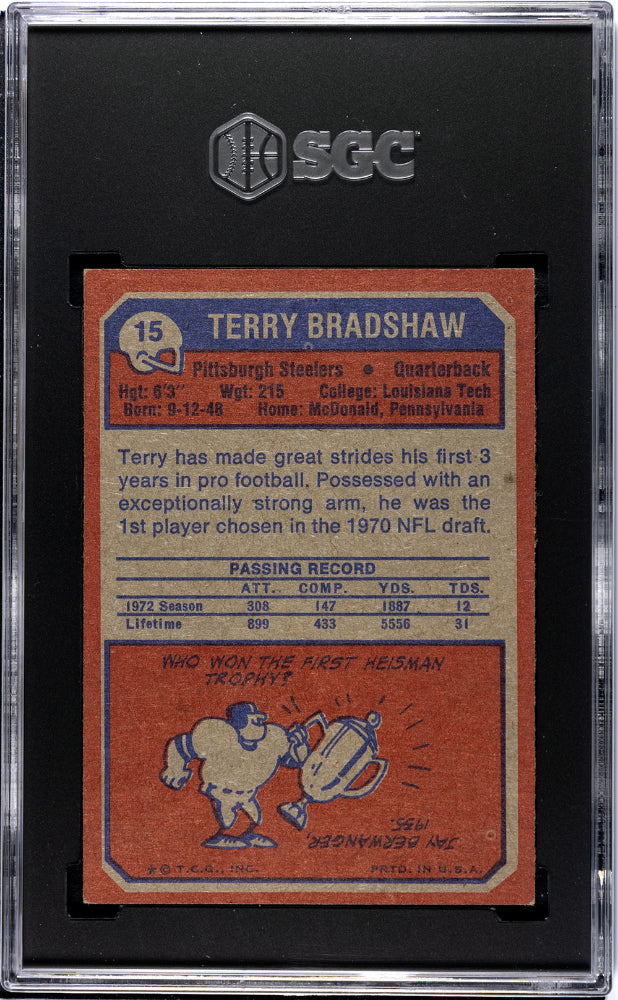 SGC
15 TERRY BRADSHAW
Pittsburgh Steelers • Quarterback
Hgt: 6'3" Wgt: 215 College: Louisiana Tech
Born: 9-12-48 Home: McDonald, Pennsylvania
Terry has made great strides his first 3
years in pro football. Possessed with an
exceptionally strong arm, he was the
1st player chosen in the 1970 NFL draft.
PASSING RECORD
ATT. COMP. YDS. TDS.
1972 Season 308 147 1887 12
Lifetime 899 433 5556 31
WHO WON THE FIRST HEISMAN
TROPHY?
JAY BERWANGER,
1935.
* © T.C.G., INC. PRTD. IN U.S.A.